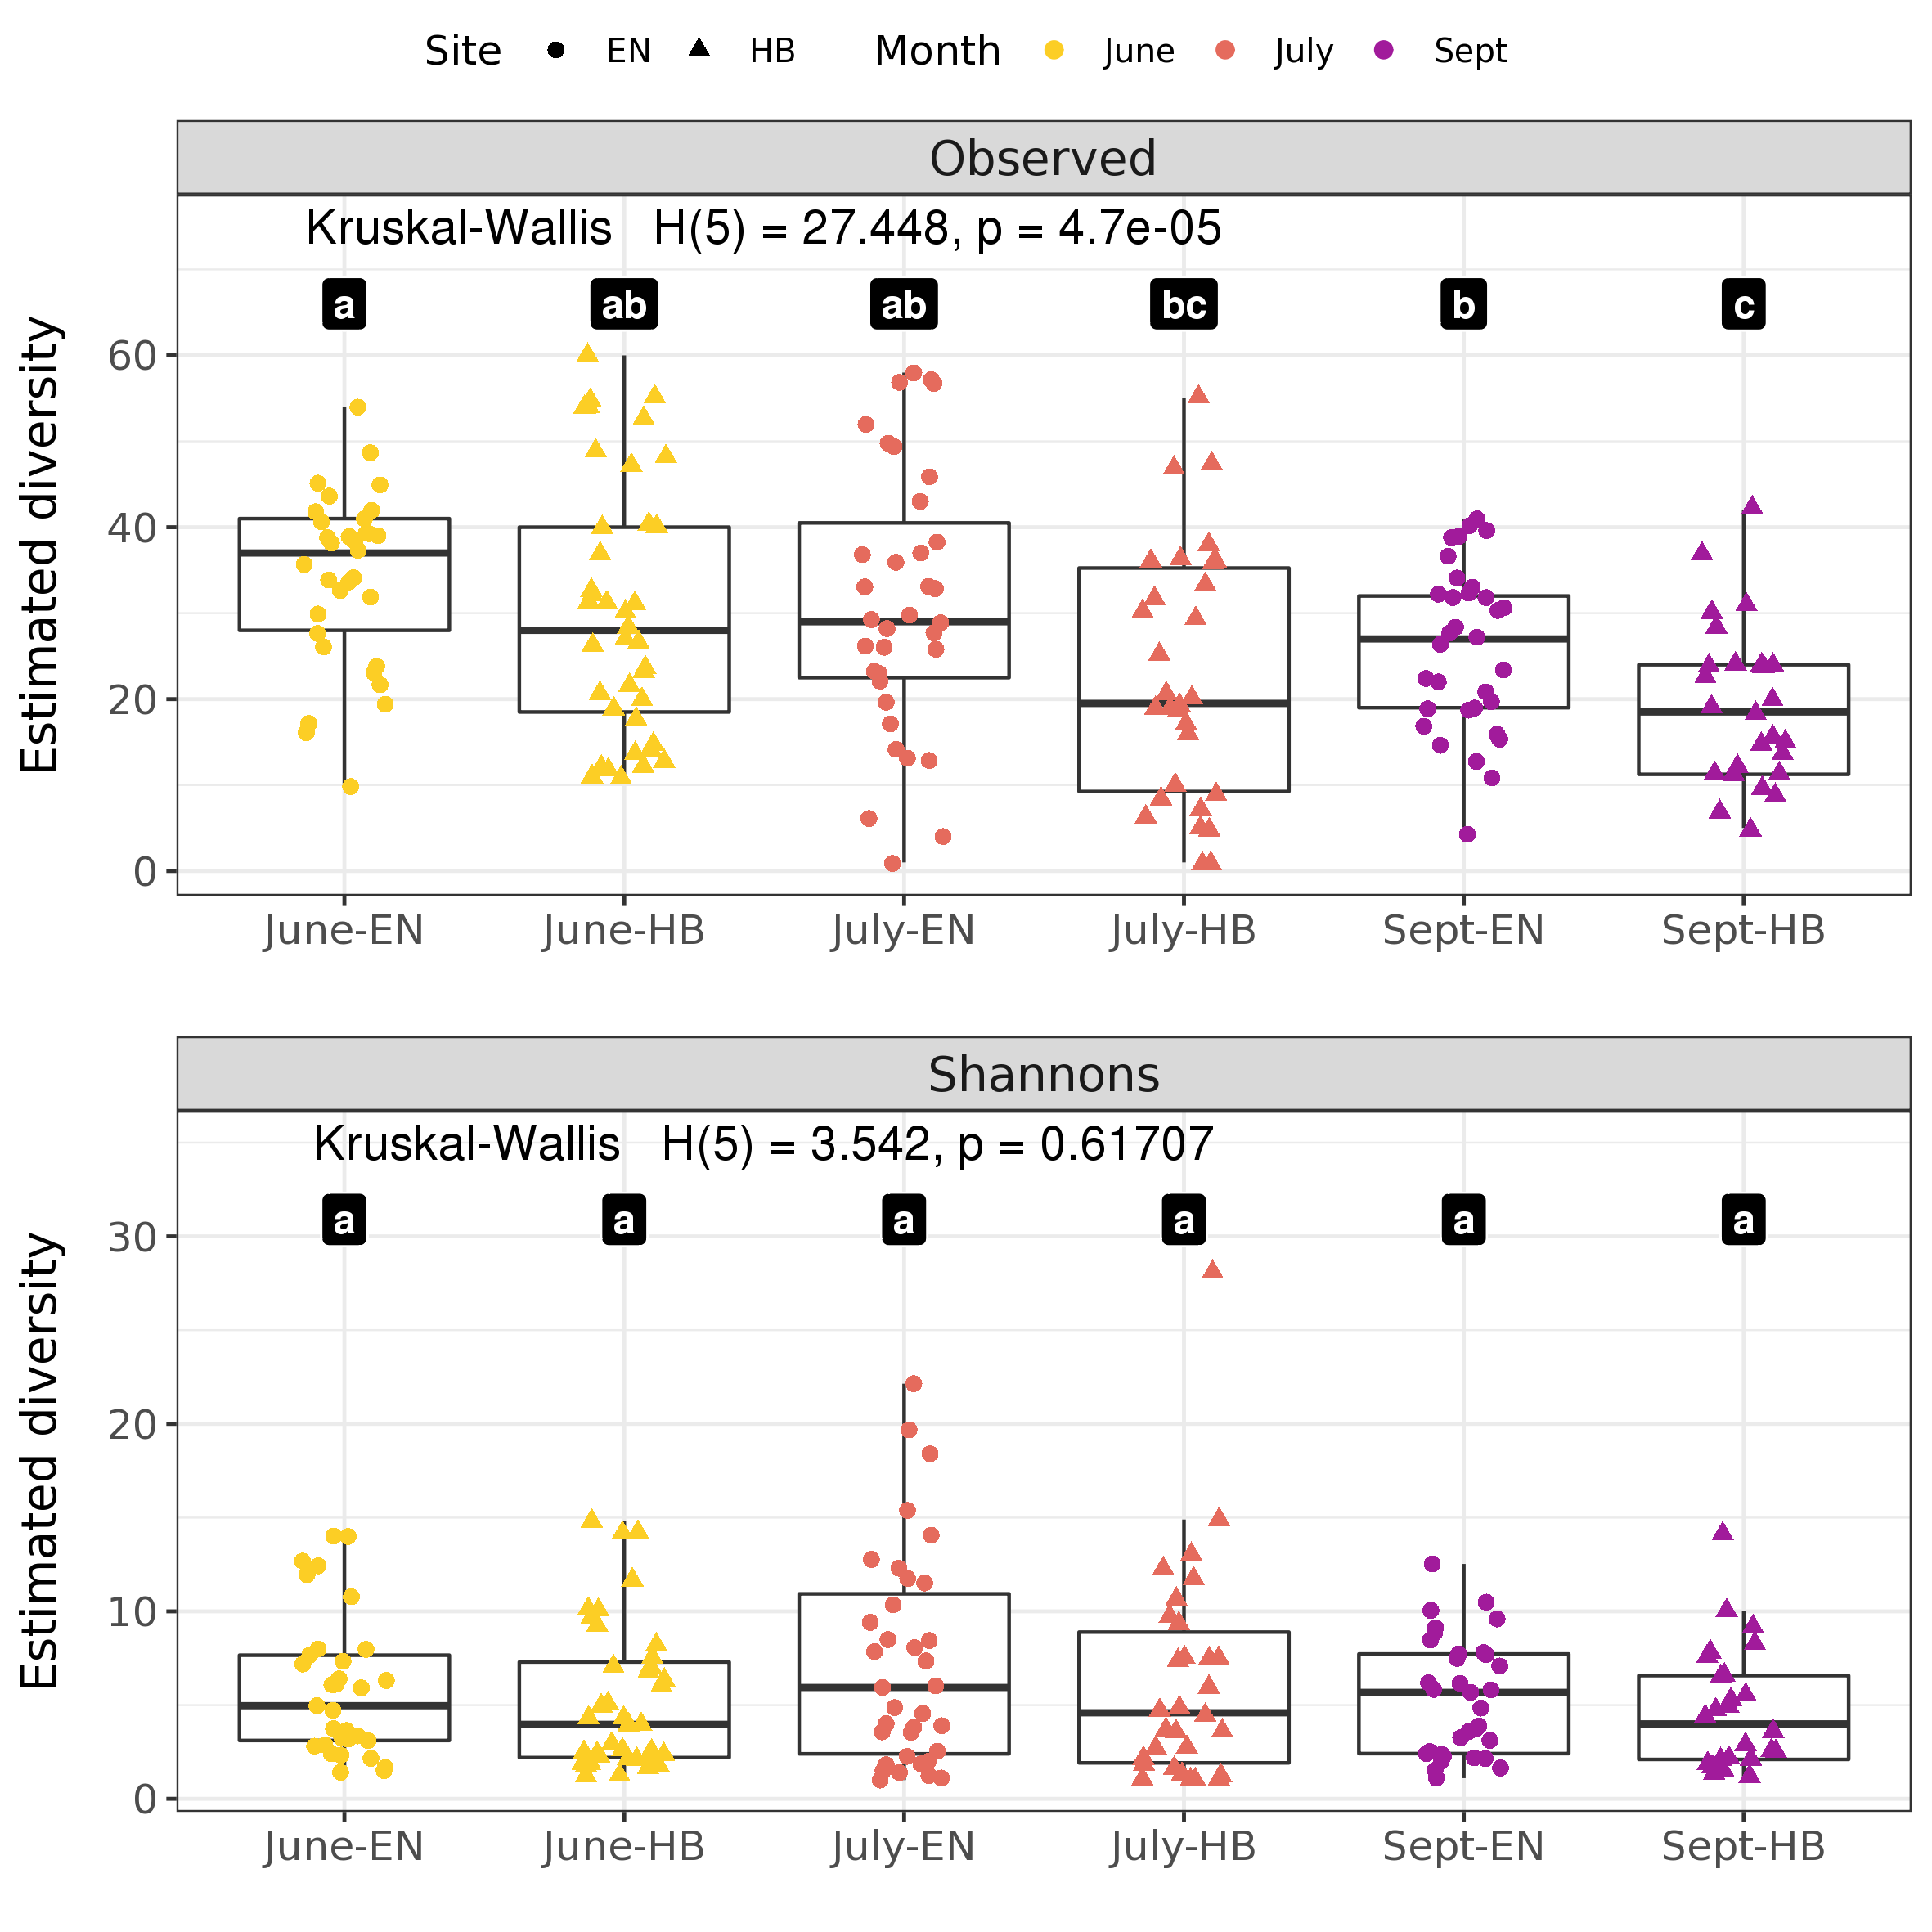 Site EN HB Month June July Sept
Observed
Kruskal-Wallis H(5) = 27.448, p = 4.7e-05
a ab ab bc b c
Estimated diversity
60
40
20
0
June-EN June-HB July-EN July-HB Sept-EN Sept-HB
Shannons
Kruskal-Wallis H(5) = 3.542, p = 0.61707
a a a a a a
Estimated diversity
30
20
10
0
June-EN June-HB July-EN July-HB Sept-EN Sept-HB